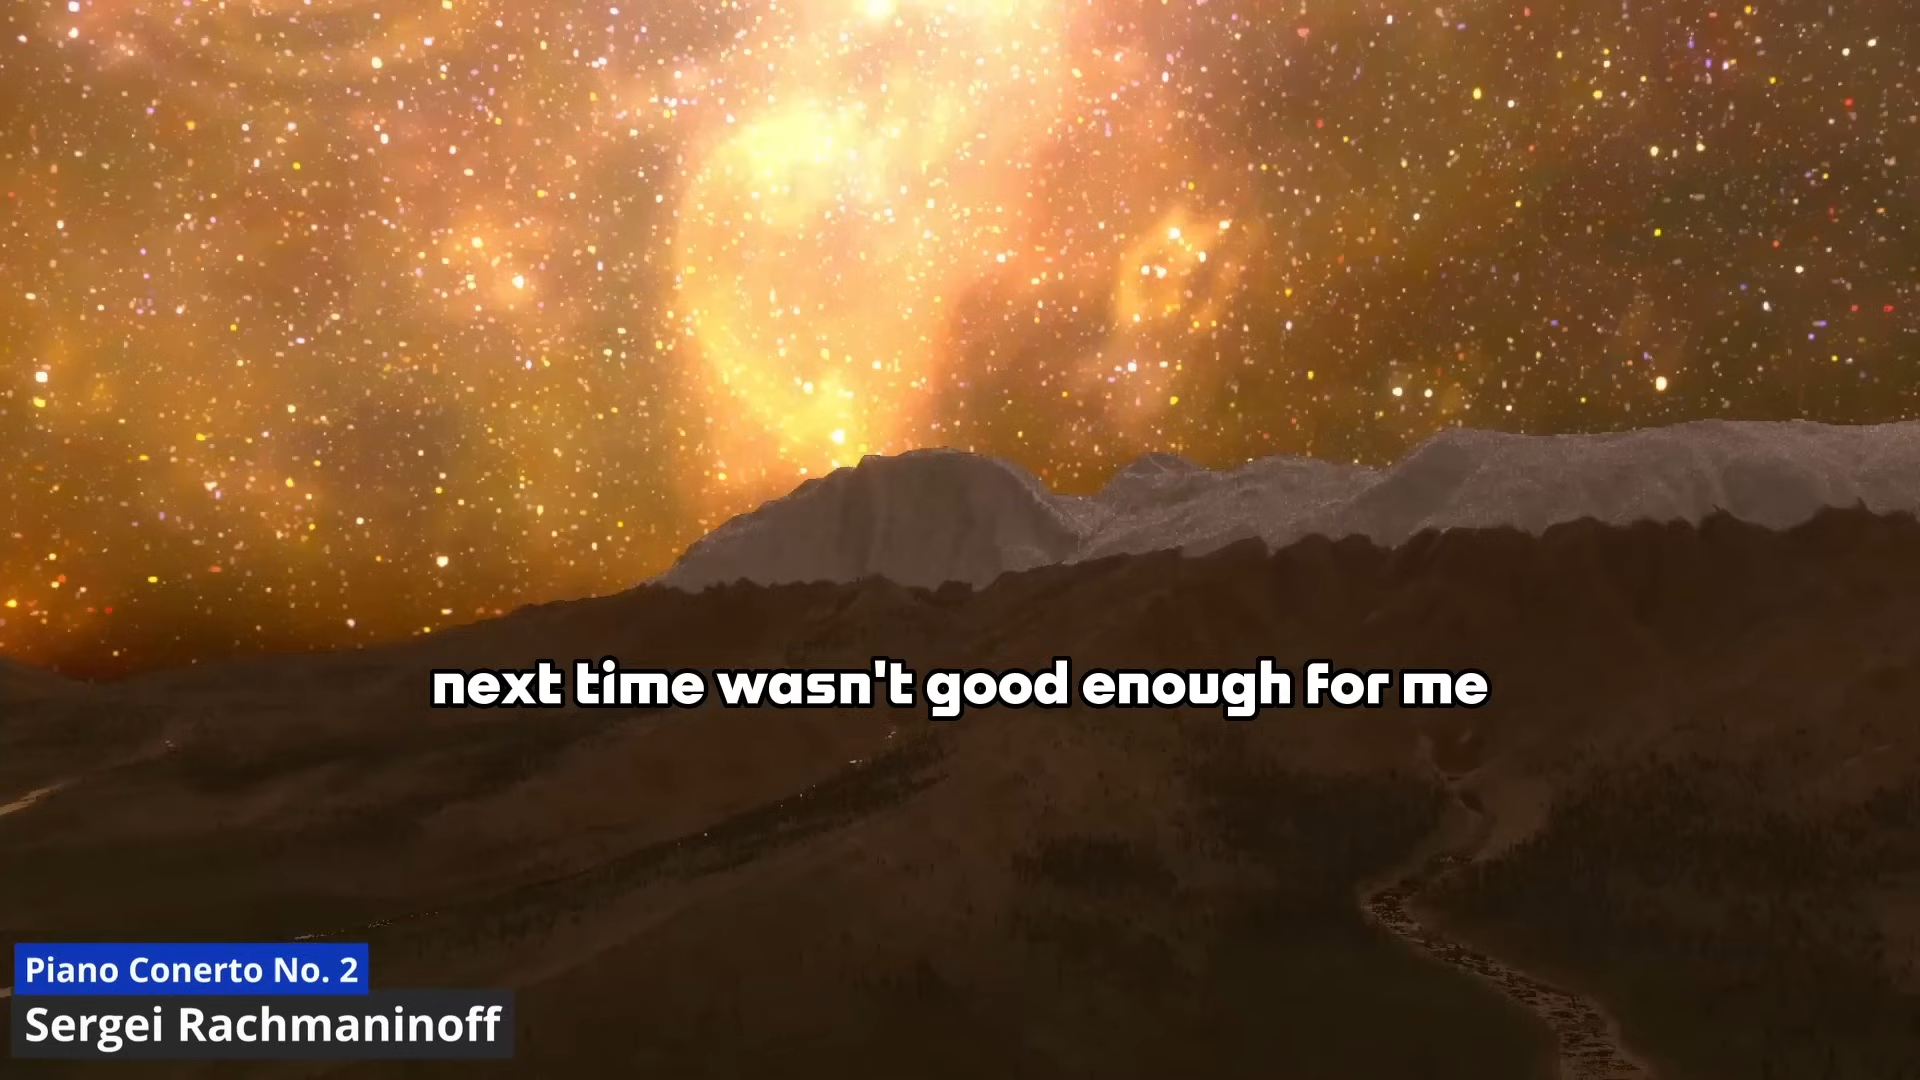 next time wasn't good enough for me
Piano Conerto No. 2
Sergei Rachmaninoff